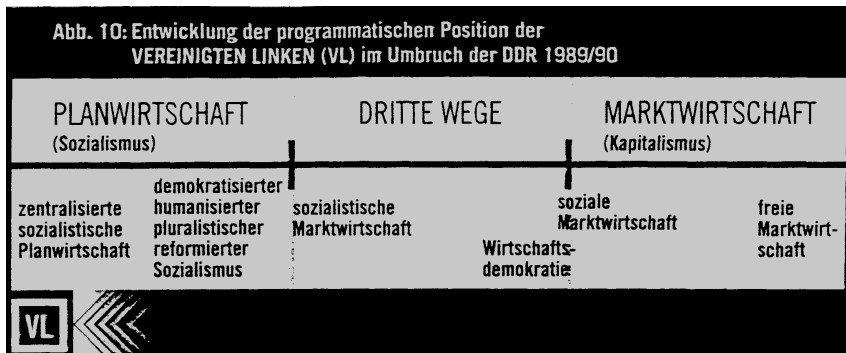 Abb. 10: Entwicklung der programmatischen Position der
VEREINIGTEN LINKEN (VL) im Umbruch der DDR 1989/90
PLANWIRTSCHAFT
(Sozialismus)
DRITTE WEGE
MARKTWIRTSCHAFT
(Kapitalismus)
zentralisierte
sozialistische
Planwirtschaft
demokratisierter
humanisierter
pluralistischer
reformierter
Sozialismus
sozialistische
Marktwirtschaft
Wirtschafts-
demokratie
soziale
Marktwirtschaft
freie
Marktwirt-
schaft
VL